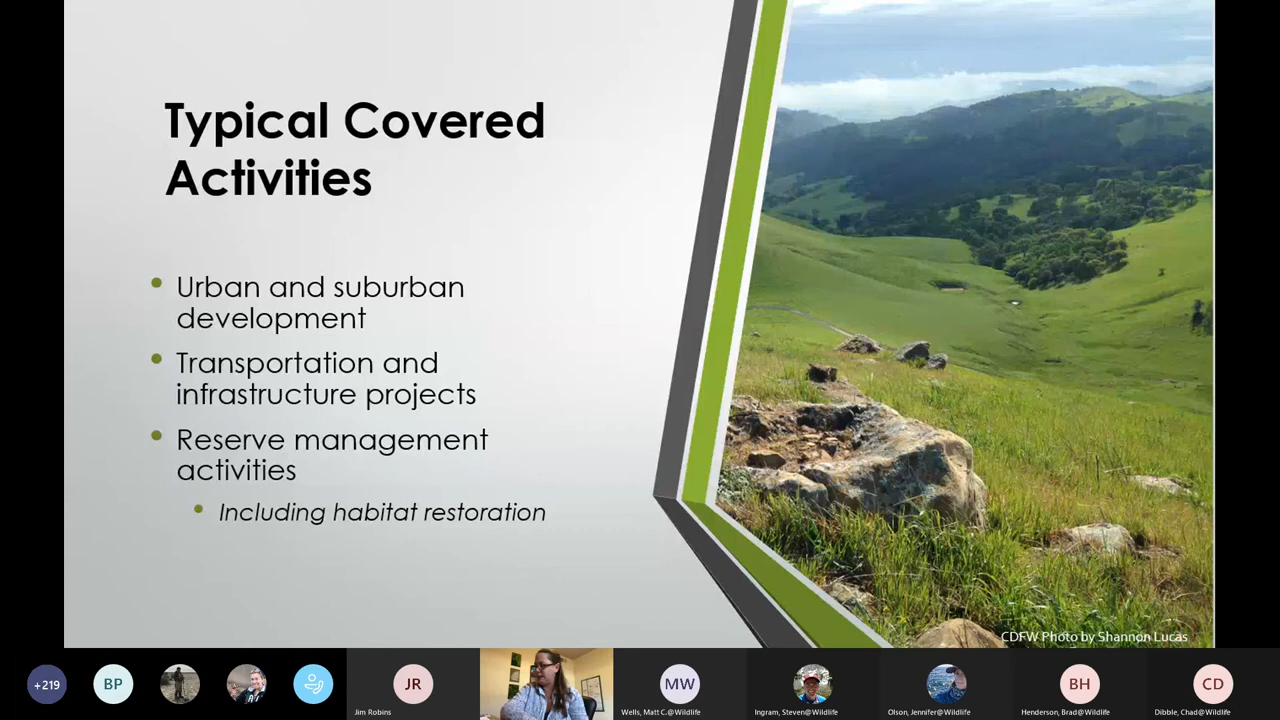 Typical Covered
Activities
• Urban and suburban
development
• Transportation and
infrastructure projects
• Reserve management
activities
• Including habitat restoration
CDFW Photo by Shannon Lucas
+219
BP
JR
Jim Robins
MW
Wells, Matt C.@Wildlife
Ingram, Steven@Wildlife
Olson, Jennifer@Wildlife
BH
Henderson, Brad@Wildlife
CD
Dibble, Chad@Wildlife